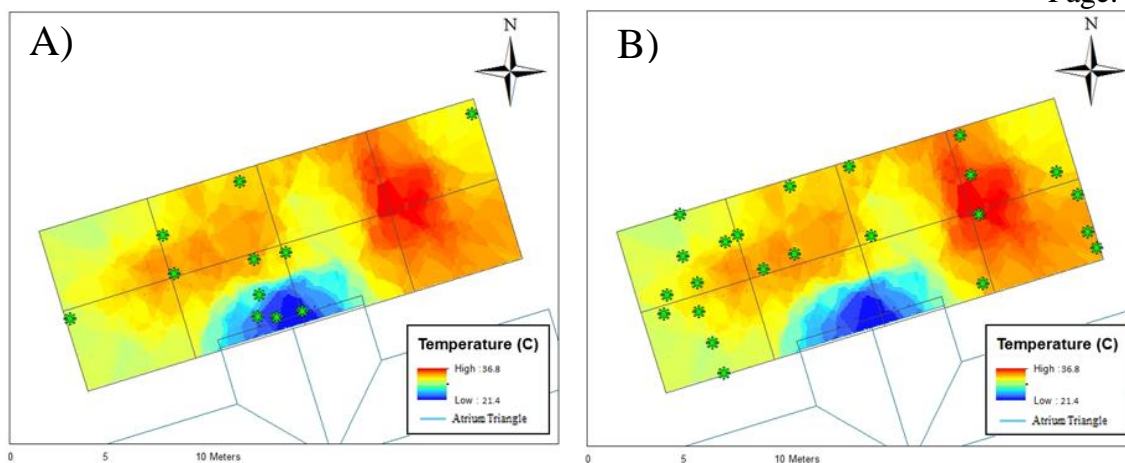 Page.
A)
N
Temperature (C)
High : 36.8
Low : 21.4
Atrium Triangle
0 5 10 Meters
B)
N
Temperature (C)
High : 36.8
Low : 21.4
Atrium Triangle
0 5 10 Meters